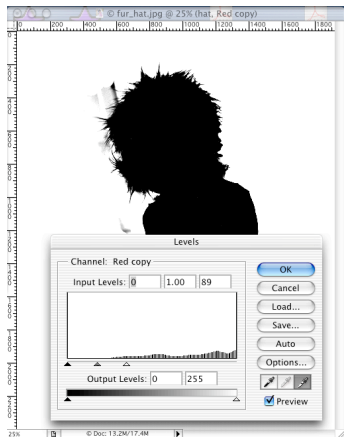 © fur_hat.jpg @ 25% (hat, Red copy)
0 200 400 600 800 1000 1200 1400 1600 1800
Levels
Channel: Red copy
Input Levels: 0 1.00 89
Output Levels: 0 255
OK
Cancel
Load...
Save...
Auto
Options...
Preview
25% © Doc: 13.2M/17.4M